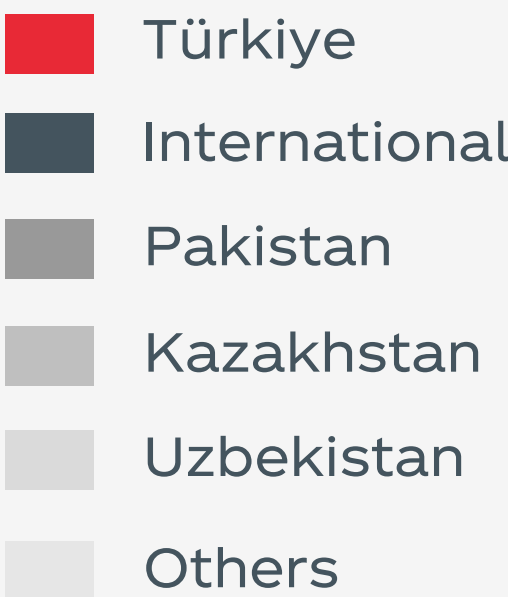 Türkiye
International
Pakistan
Kazakhstan
Uzbekistan
Others